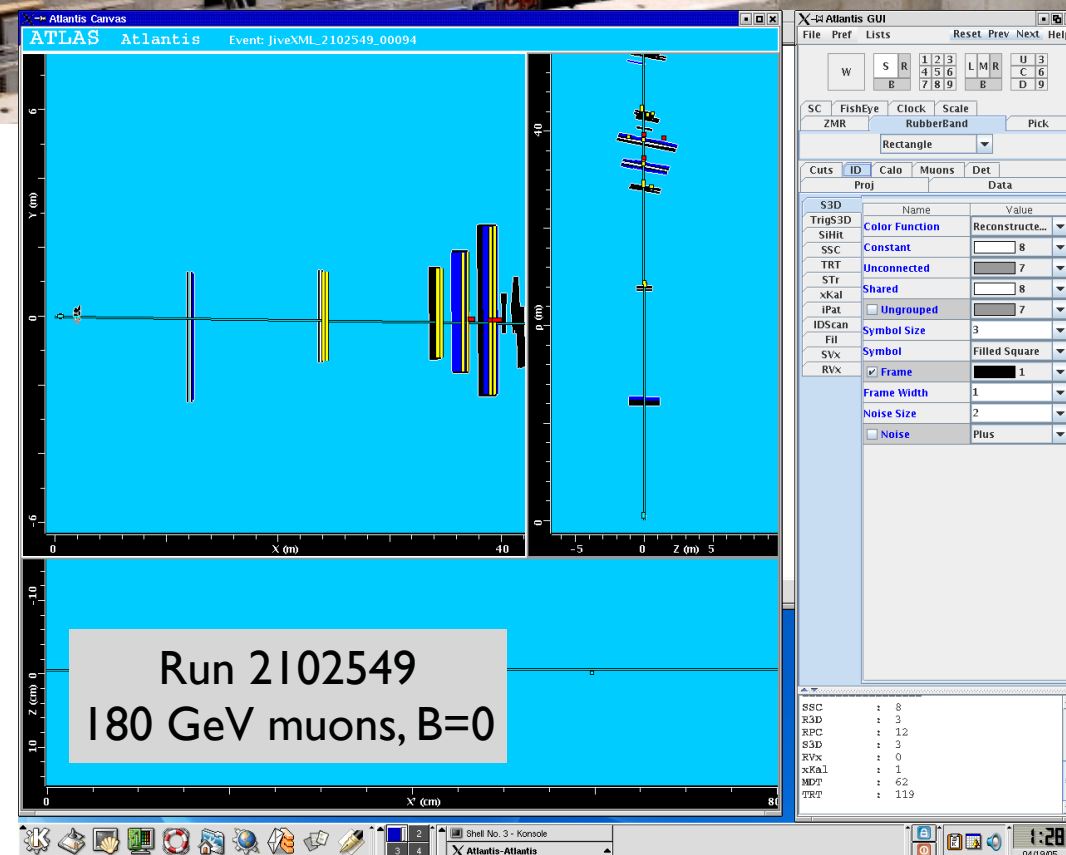 Atlantis Canvas
ATLAS Atlantis Event: JiveXML_2102549_00094
6
Y (m)
0
-6
0 X (m) 40
40
ρ (m)
0
-5 0 Z (m) 5
-10
Z (cm) 0
10
0 X' (cm) 80
Run 2102549
180 GeV muons, B=0
Atlantis GUI
File Pref Lists Reset Prev Next Help
W S R B 1 2 3 4 5 6 7 8 9 L M R B U 3 C 6 D 9
SC FishEye Clock Scale
ZMR RubberBand Pick
Rectangle
Cuts ID Calo Muons Det
Proj Data
S3D
TrigS3D
SiHit
SSC
TRT
STr
xKal
iPat
IDScan
Fil
SVx
RVx
Name Value
Color Function Reconstructe...
Constant 8
Unconnected 7
Shared 8
Ungrouped 7
Symbol Size 3
Symbol Filled Square
Frame 1
Frame Width 1
Noise Size 2
Noise Plus
SSC : 8
R3D : 3
RPC : 12
S3D : 3
RVx : 0
xKal : 1
MDT : 62
TRT : 119
2
3 4
Shell No. 3 - Konsole
Atlantis-Atlantis
1:28